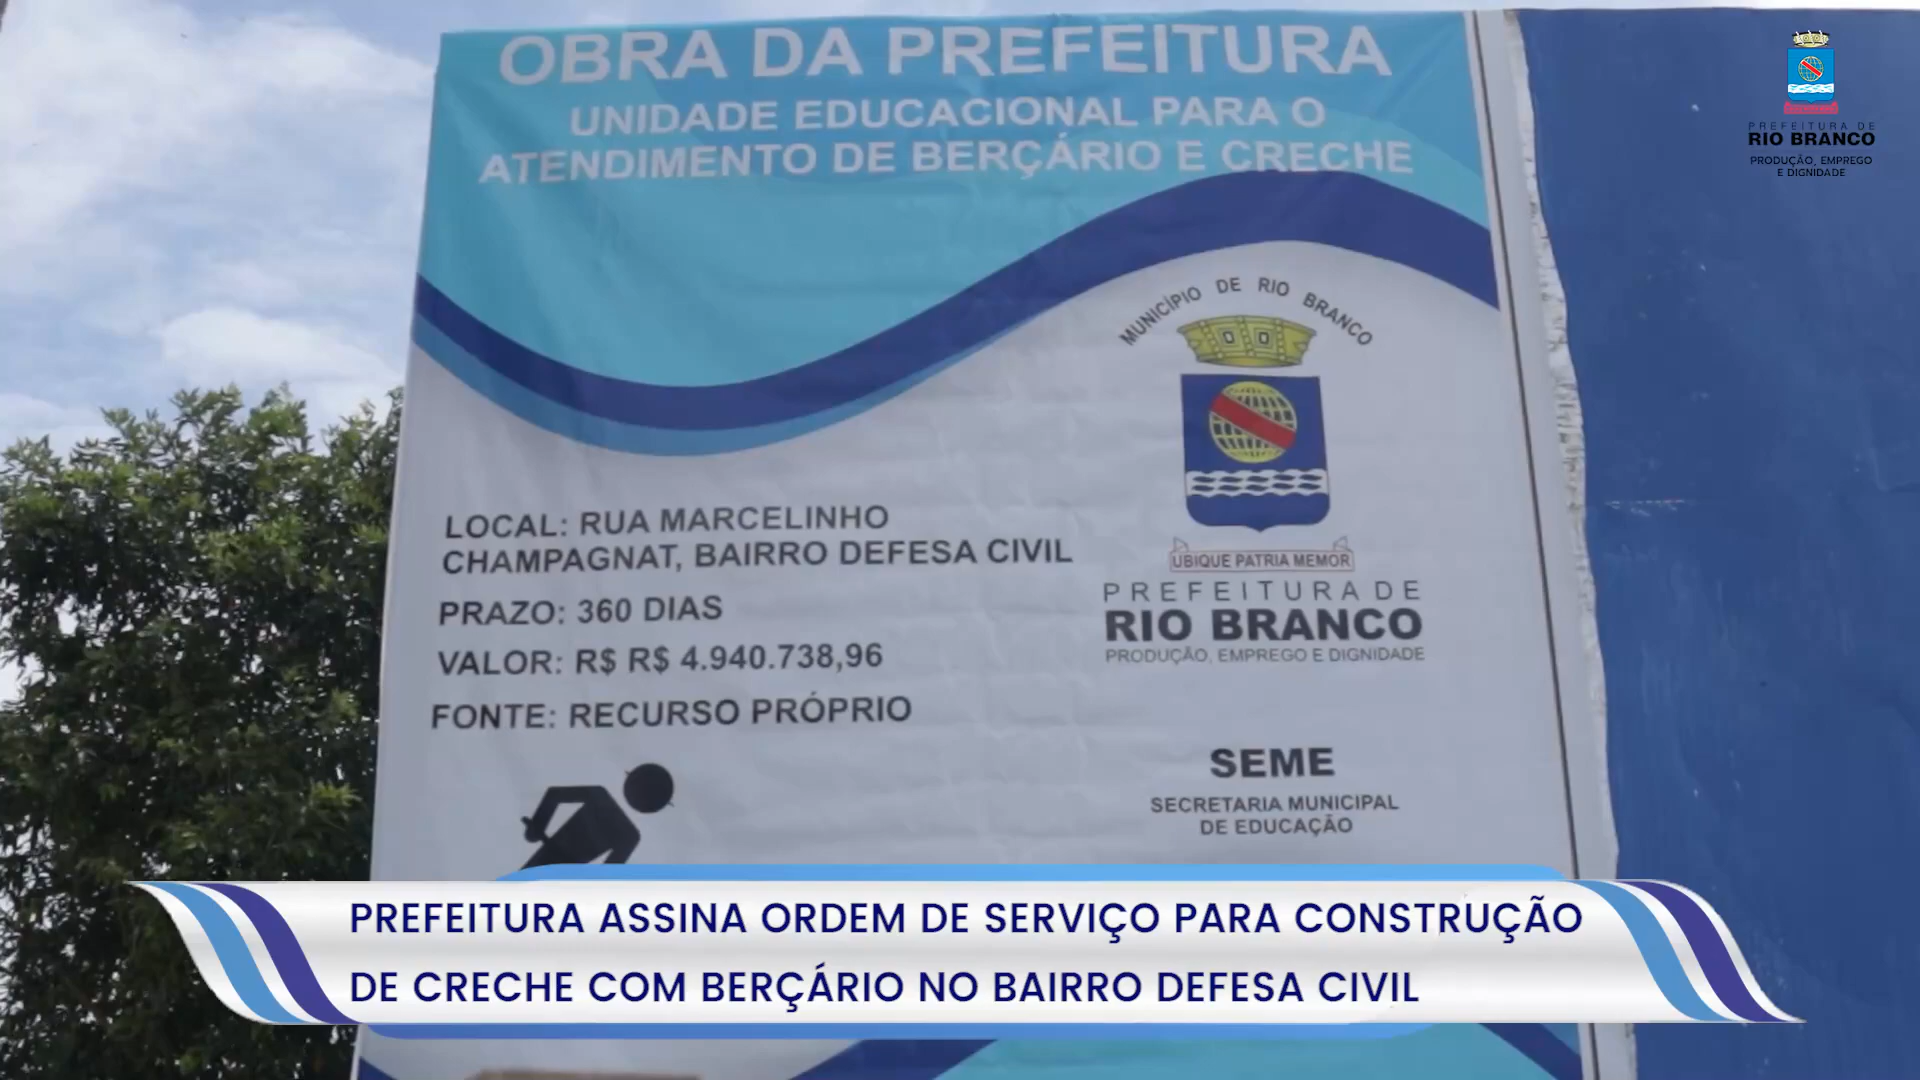 OBRA DA PREFEITURA
UNIDADE EDUCACIONAL PARA O
ATENDIMENTO DE BERÇÁRIO E CRECHE
PREFEITURA DE
RIO BRANCO
PRODUÇÃO, EMPREGO
E DIGNIDADE
MUNICÍPIO DE RIO BRANCO
LOCAL: RUA MARCELINHO
CHAMPAGNAT, BAIRRO DEFESA CIVIL
PRAZO: 360 DIAS
VALOR: R$ R$ 4.940.738,96
FONTE: RECURSO PRÓPRIO
UBIQUE PATRIA MEMOR
PREFEITURA DE
RIO BRANCO
PRODUÇÃO, EMPREGO E DIGNIDADE
SEME
SECRETARIA MUNICIPAL
DE EDUCAÇÃO
PREFEITURA ASSINA ORDEM DE SERVIÇO PARA CONSTRUÇÃO
DE CRECHE COM BERÇÁRIO NO BAIRRO DEFESA CIVIL